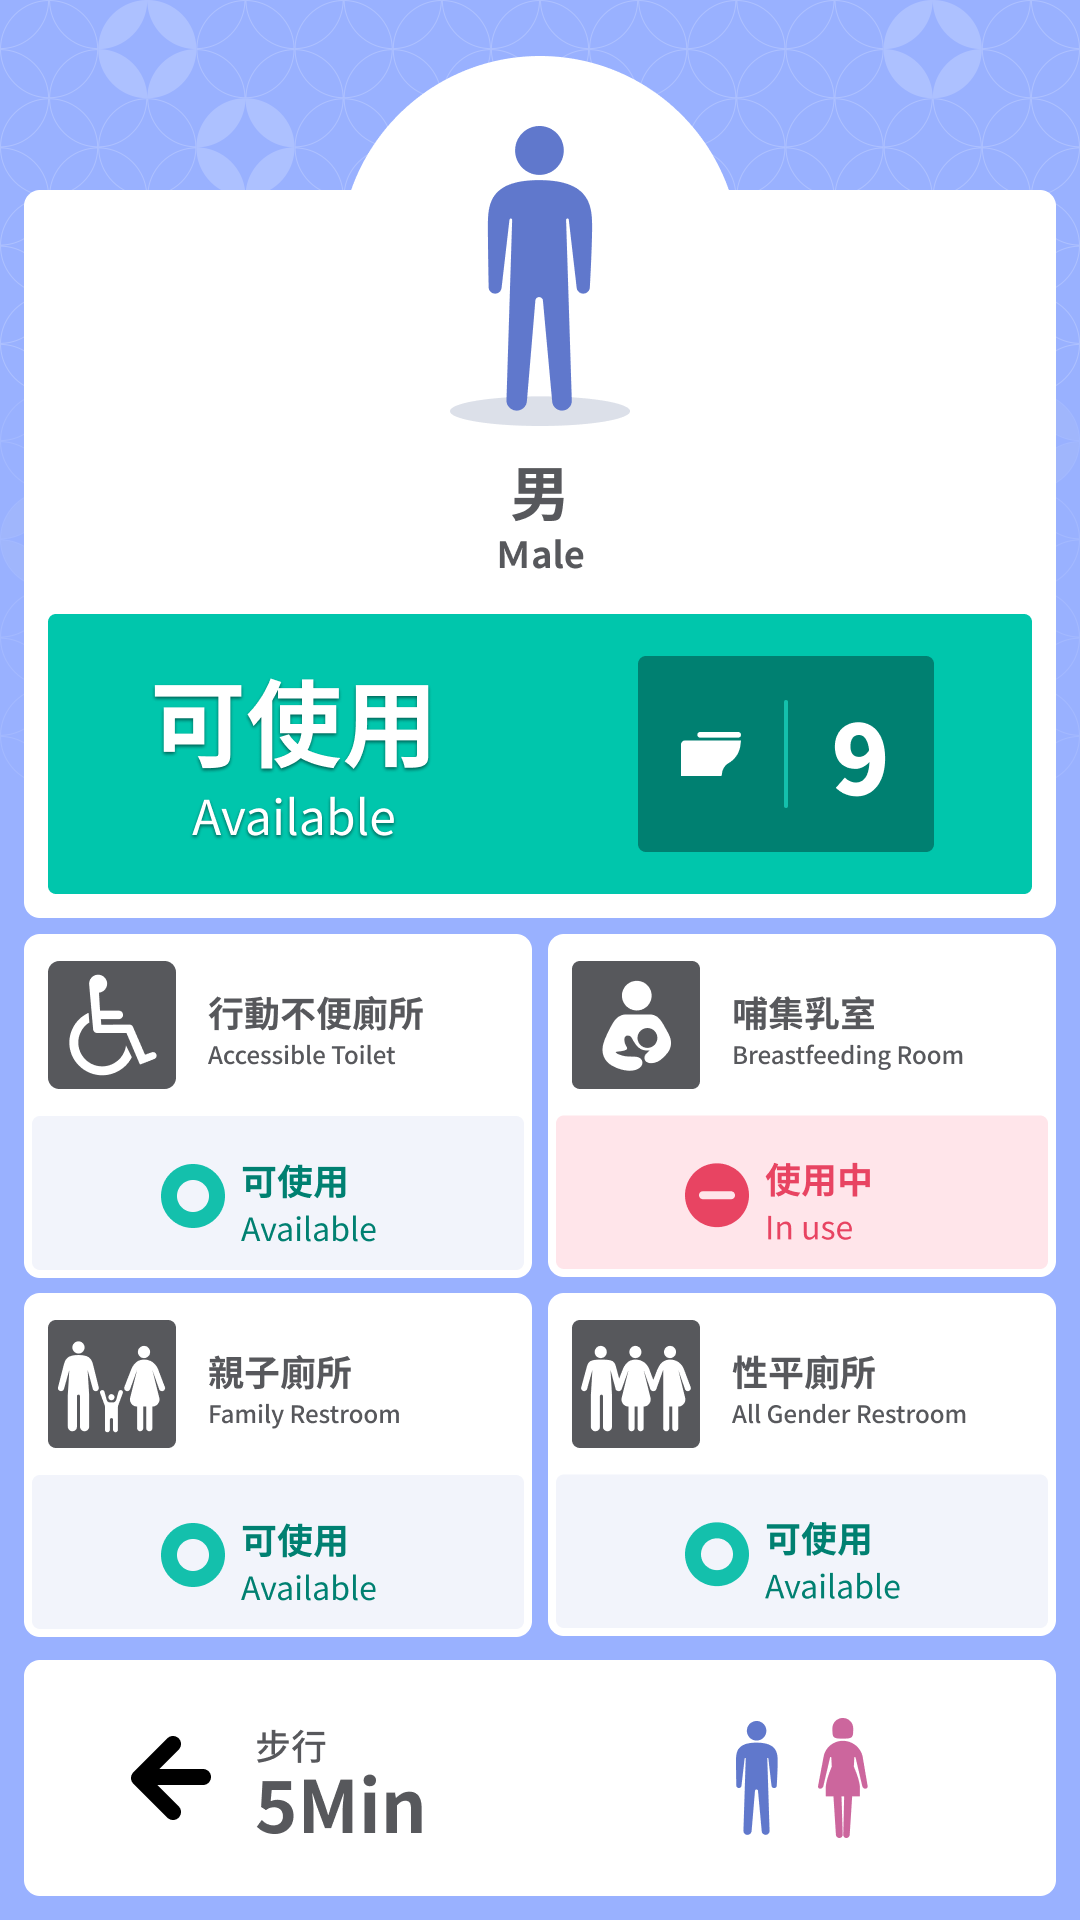 男
Male
可使用
Available
9
行動不便廁所
Accessible Toilet
可使用
Available
哺集乳室
Breastfeeding Room
使用中
In use
親子廁所
Family Restroom
可使用
Available
性平廁所
All Gender Restroom
可使用
Available
步行
5Min